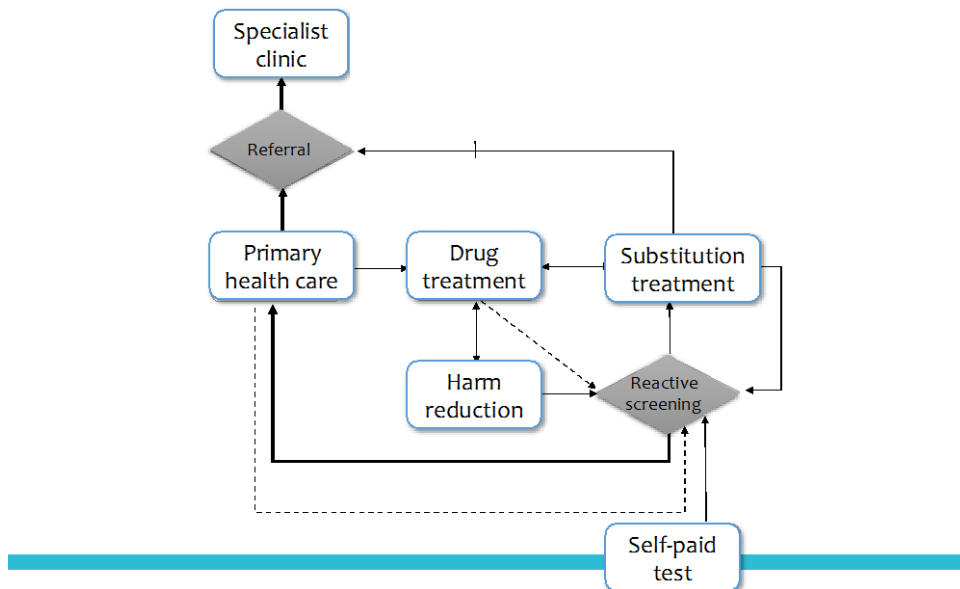 Specialist
clinic
Referral
Primary
health care
Drug
treatment
Substitution
treatment
Harm
reduction
Reactive
screening
Self-paid
test